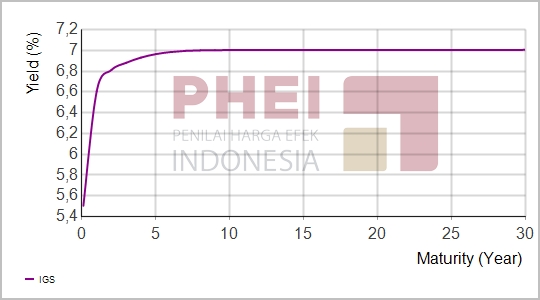 Yield (%)
7,2
7
6,8
6,6
6,4
6,2
6
5,8
5,6
5,4
0 5 10 15 20 25 30
Maturity (Year)
PHEI
PENILAI HARGA EFEK
INDONESIA
IGS